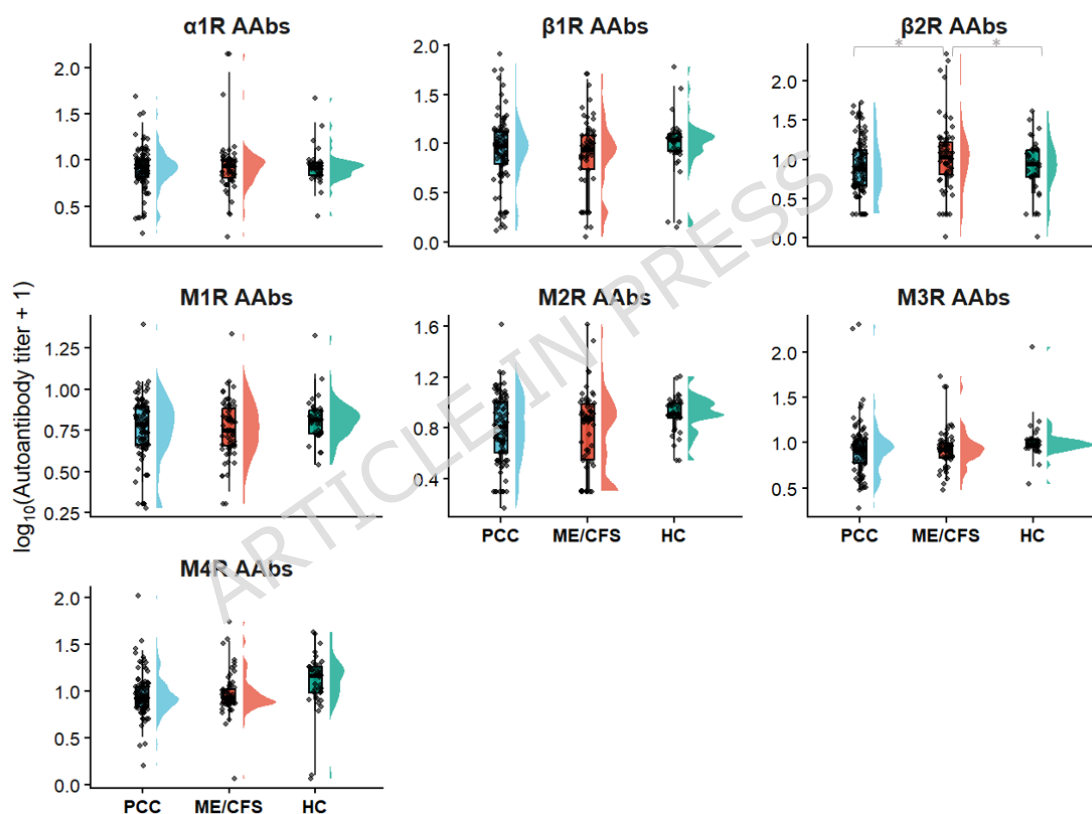 α1R AAbs
β1R AAbs
β2R AAbs
2.0
1.5
1.0
0.5
2.0
1.5
1.0
0.5
0.0
2.0
1.5
1.0
0.5
0.0
*
*
M1R AAbs
M2R AAbs
M3R AAbs
log₁₀(Autoantibody titer + 1)
1.25
1.00
0.75
0.50
0.25
1.6
1.2
0.8
0.4
2.0
1.5
1.0
0.5
PCC ME/CFS HC
PCC ME/CFS HC
M4R AAbs
2.0
1.5
1.0
0.5
0.0
PCC ME/CFS HC
ARTICLE IN PRESS